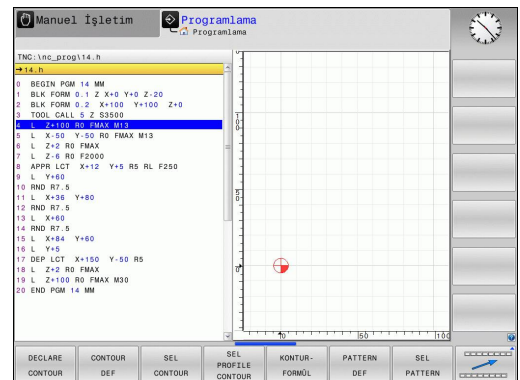 Manuel İşletim
Programlama
Programlama
TNC:\nc_prog\14.h
→14.h
0 BEGIN PGM 14 MM
1 BLK FORM 0.1 Z X+0 Y+0 Z-20
2 BLK FORM 0.2 X+100 Y+100 Z+0
3 TOOL CALL 5 Z S3500
4 L Z+100 R0 FMAX M13
5 L X-50 Y-50 R0 FMAX M13
6 L Z+2 R0 FMAX
7 L Z-6 R0 F2000
8 APPR LCT X+12 Y+5 R5 RL F250
9 L Y+60
10 RND R7.5
11 L X+36 Y+80
12 RND R7.5
13 L X+60
14 RND R7.5
15 L X+84 Y+60
16 L Y+5
17 DEP LCT X+150 Y-50 R5
18 L Z+2 R0 FMAX
19 L Z+100 R0 FMAX M30
20 END PGM 14 MM
100
50
0
0 50 100
DECLARE CONTOUR
CONTOUR DEF
SEL CONTOUR
SEL PROFILE CONTOUR
KONTUR- FORMÜL
PATTERN DEF
SEL PATTERN